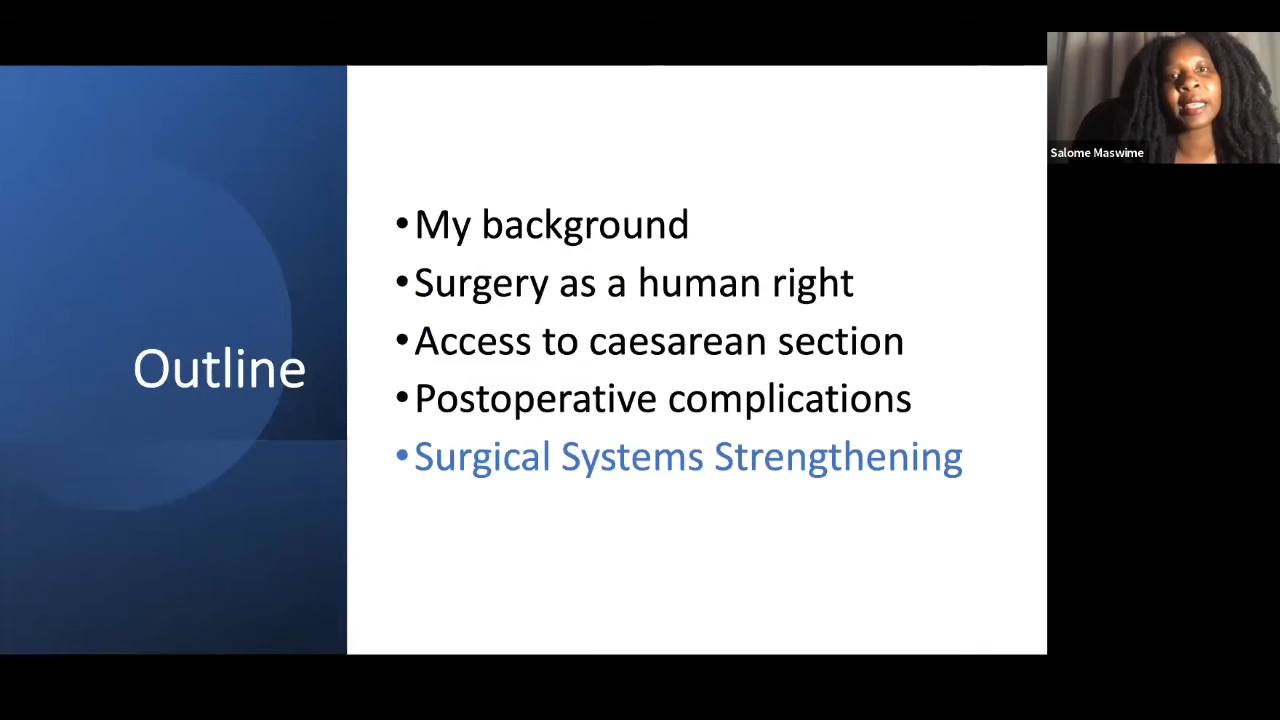 Outline
•My background
•Surgery as a human right
•Access to caesarean section
•Postoperative complications
•Surgical Systems Strengthening
Salome Maswime